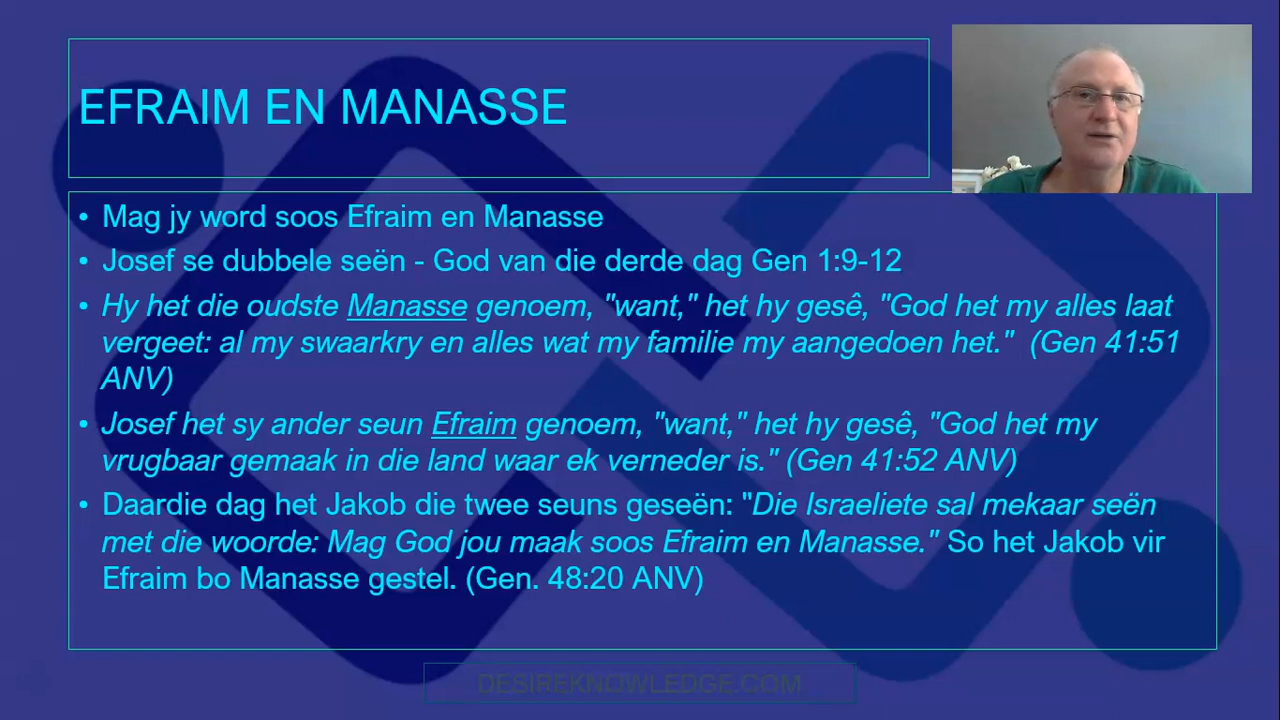 EFRAIM EN MANASSE
• Mag jy word soos Efraim en Manasse
• Josef se dubbele seën - God van die derde dag Gen 1:9-12
• Hy het die oudste Manasse genoem, "want," het hy gesê, "God het my alles laat
vergeet: al my swaarkry en alles wat my familie my aangedoen het."  (Gen 41:51
ANV)
• Josef het sy ander seun Efraim genoem, "want," het hy gesê, "God het my
vrugbaar gemaak in die land waar ek verneder is." (Gen 41:52 ANV)
• Daardie dag het Jakob die twee seuns geseën: "Die Israeliete sal mekaar seën
met die woorde: Mag God jou maak soos Efraim en Manasse." So het Jakob vir
Efraim bo Manasse gestel. (Gen. 48:20 ANV)
DESIREKNOWLEDGE.COM